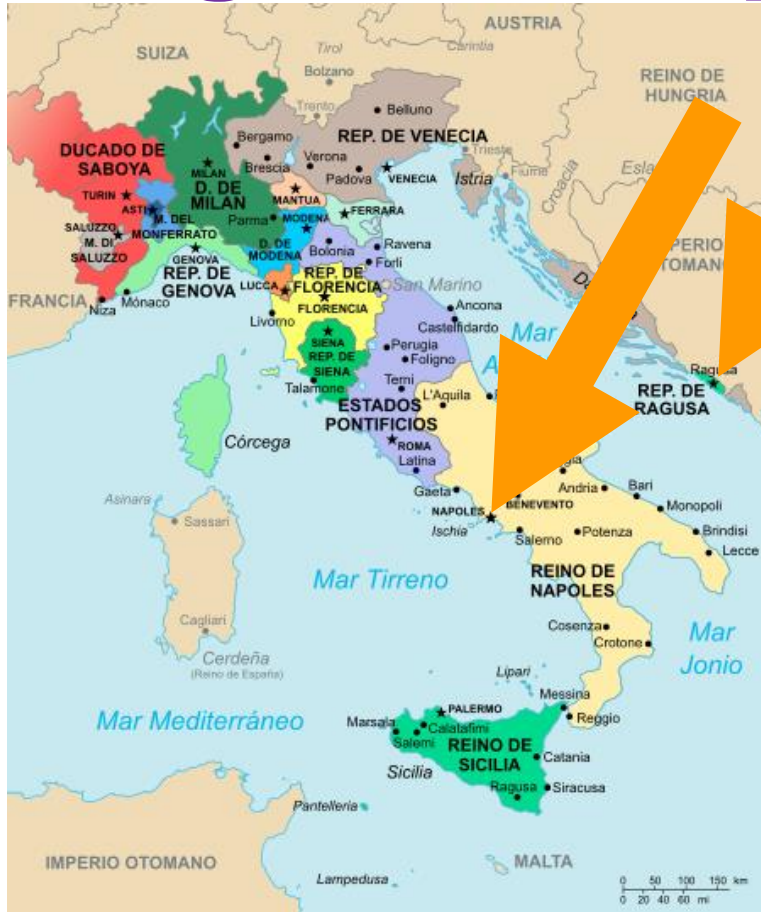 AUSTRIA
SUIZA
Tirol
Carintia
Bolzano
REINO DE
HUNGRIA
Trento
Belluno
Bergamo
REP. DE VENECIA
DUCADO DE
SABOYA
Verona
Trieste
Fiume
Brescia
Padova
VENECIA
Istria
Croacia
MILAN
D. DE
MILAN
TURIN
ASTI
MANTUA
MODENA
FERRARA
SALUZZO
M. DI
SALUZZO
M. DEL
MONFERRATO
Parma
D. DE
MODENA
Bolonia
Ravena
Forli
GENOVA
REP. DE
GENOVA
LUCCA
REP. DE
FLORENCIA
FLORENCIA
San Marino
FRANCIA
Niza
Mónaco
Livorno
Ancona
Castelfidardo
Mar
SIENA
REP. DE
SIENA
Perugia
Foligno
Talamone
Terni
L'Aquila
REP. DE
RAGUSA
ESTADOS
PONTIFICIOS
ROMA
Latina
Córcega
Gaeta
NAPOLES
BENEVENTO
Ischia
Andria
Bari
Monopoli
Asinara
Sassari
Salerno
Potenza
Brindisi
Lecce
Mar Tirreno
REINO DE
NAPOLES
Cagliari
Cerdeña
(Reino de España)
Cosenza
Crotone
Mar
Jonio
Lipari
Messina
Reggio
Mar Mediterráneo
PALERMO
Marsala
Calatafimi
Salemi
REINO DE
SICILIA
Catania
Sicilia
Ragusa
Siracusa
Pantelleria
IMPERIO OTOMANO
MALTA
Lampedusa
0 50 100 150 km
0 20 40 60 mi